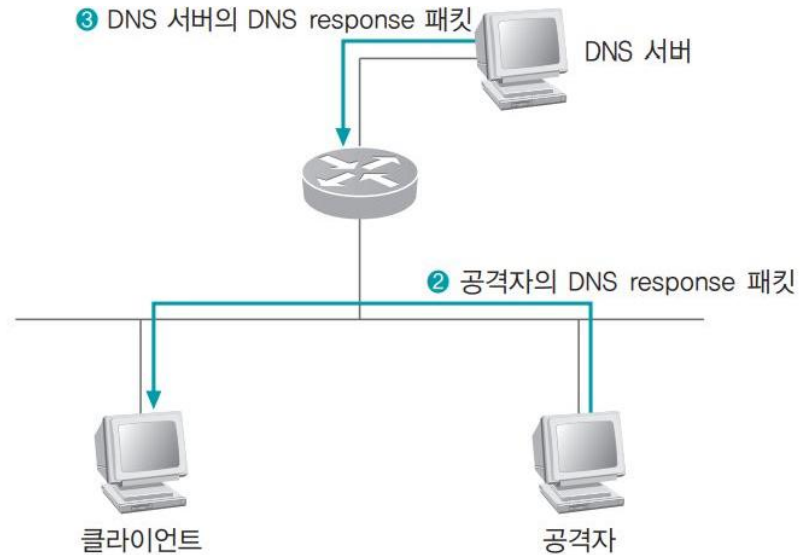 ❸ DNS 서버의 DNS response 패킷
DNS 서버
❷ 공격자의 DNS response 패킷
클라이언트
공격자